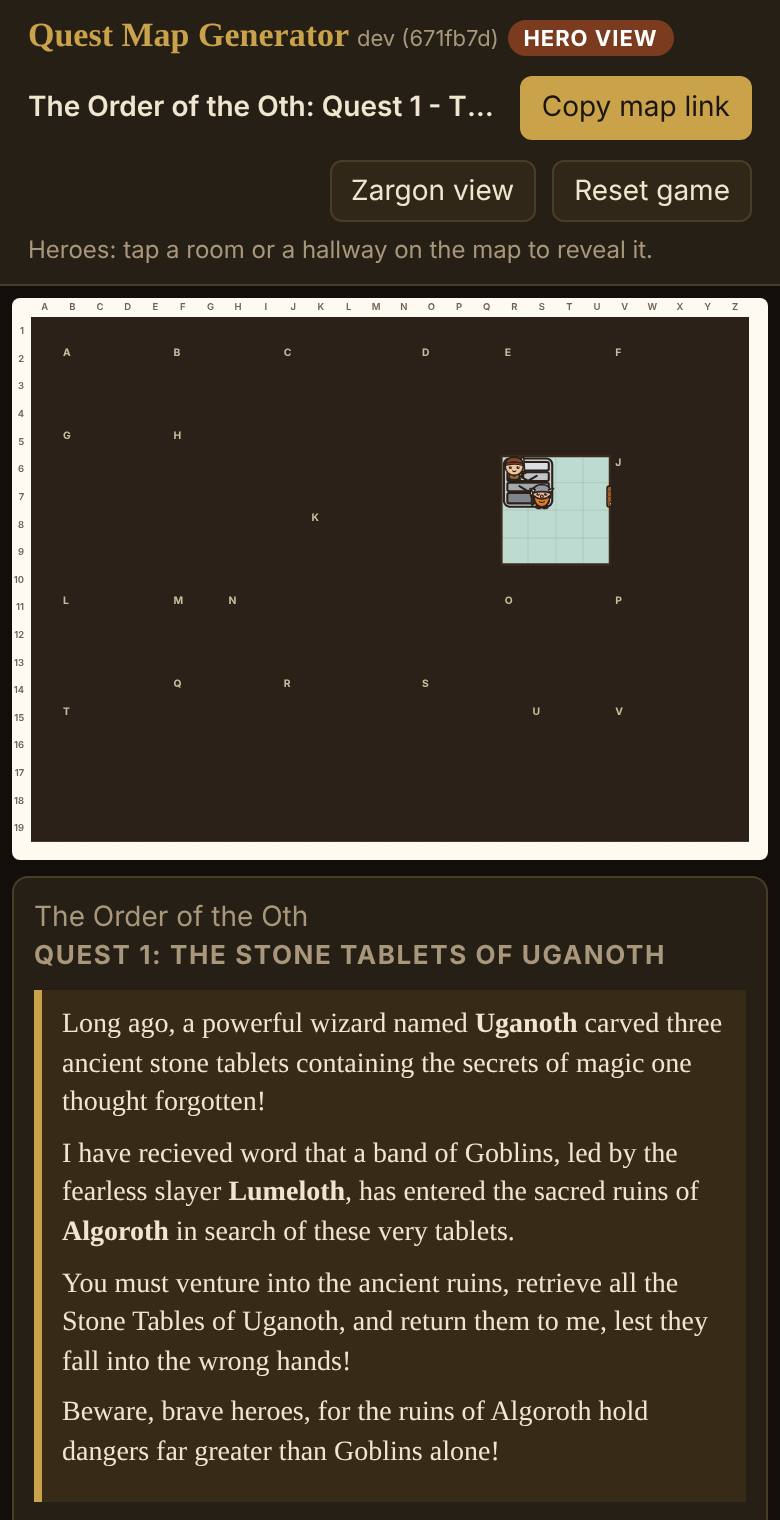 Quest Map Generator dev (671fb7d) HERO VIEW
The Order of the Oth: Quest 1 - T... Copy map link
Zargon view Reset game
Heroes: tap a room or a hallway on the map to reveal it.
A B C D E F G H I J K L M N O P Q R S T U V W X Y Z
1
2 A B C D E F
3
4
5 G H
6 J
7
8 K
9
10
11 L M N O P
12
13
14 Q R S
15 T U V
16
17
18
19
The Order of the Oth
QUEST 1: THE STONE TABLETS OF UGANOTH
Long ago, a powerful wizard named Uganoth carved three
ancient stone tablets containing the secrets of magic one
thought forgotten!
I have recieved word that a band of Goblins, led by the
fearless slayer Lumeloth, has entered the sacred ruins of
Algoroth in search of these very tablets.
You must venture into the ancient ruins, retrieve all the
Stone Tables of Uganoth, and return them to me, lest they
fall into the wrong hands!
Beware, brave heroes, for the ruins of Algoroth hold
dangers far greater than Goblins alone!